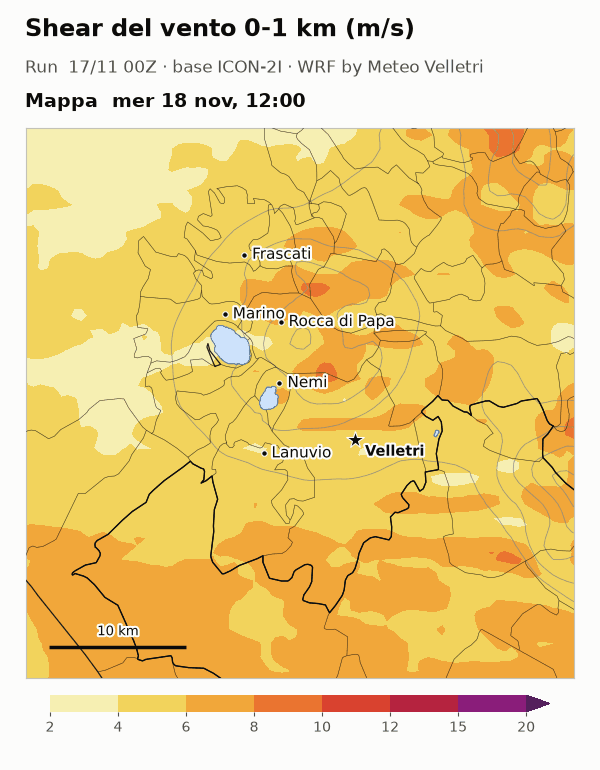 Shear del vento 0-1 km (m/s)
Run  17/11 00Z · base ICON-2I · WRF by Meteo Velletri
Mappa  mer 18 nov, 12:00
Frascati
Marino
Rocca di Papa
Nemi
Velletri
Lanuvio
10 km
2 4 6 8 10 12 15 20